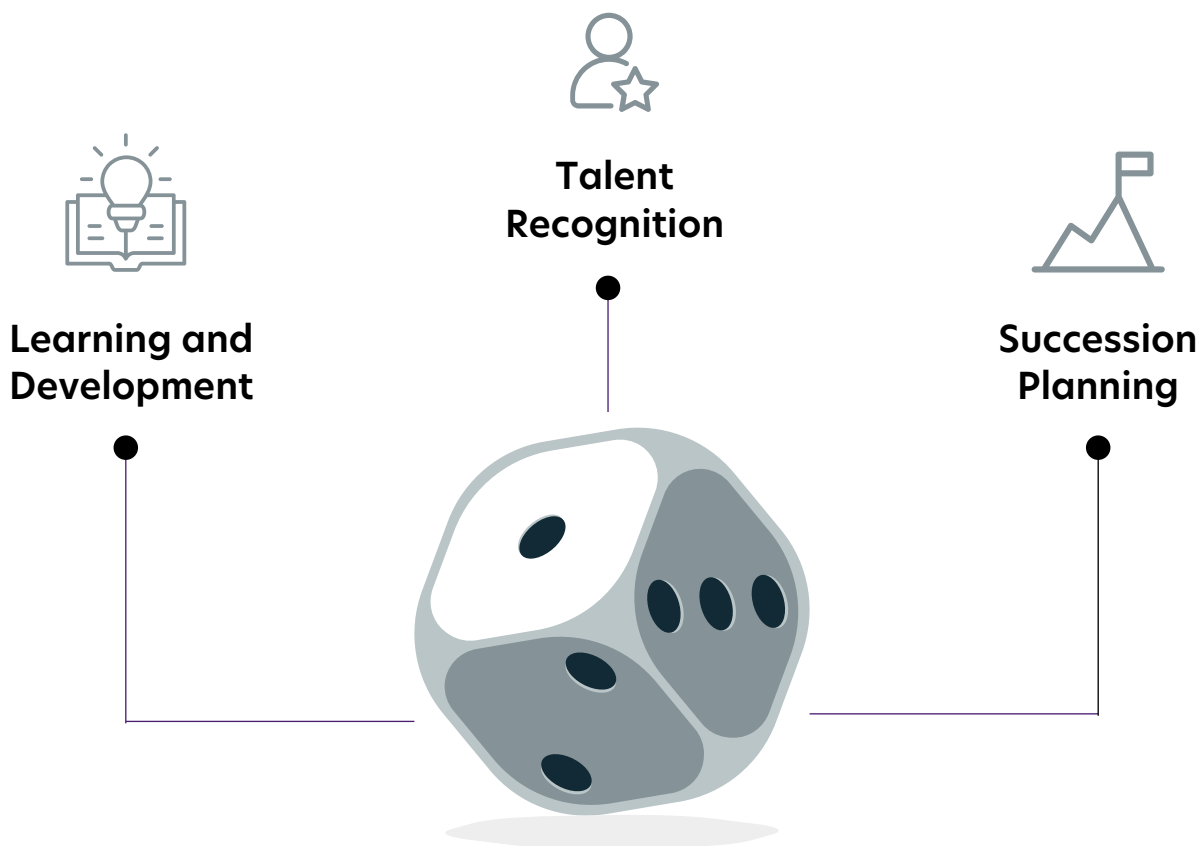 Talent
Recognition
Learning and
Development
Succession
Planning